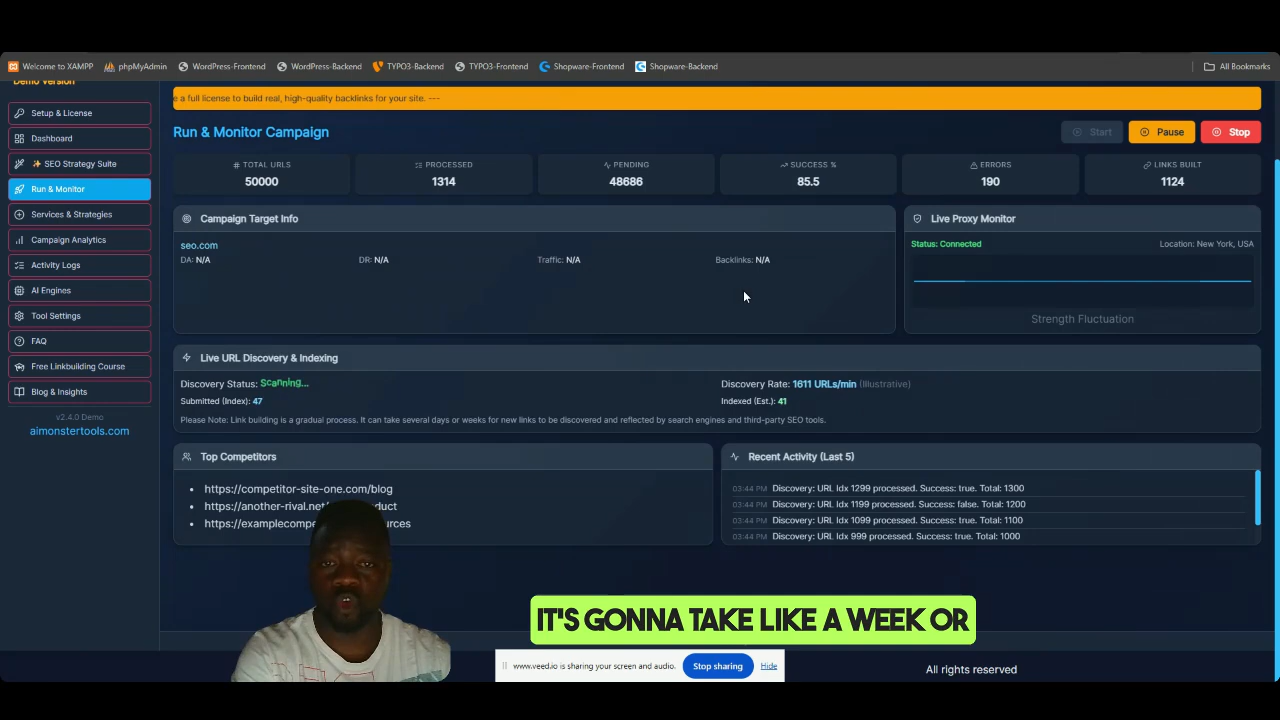 Welcome to XAMPP phpMyAdmin WordPress-Frontend WordPress-Backend TYPO3-Backend TYPO3-Frontend Shopware-Frontend Shopware-Backend All Bookmarks
Demo Version
e a full license to build real, high-quality backlinks for your site. ---
Setup & License
Dashboard
✨ SEO Strategy Suite
Run & Monitor
Services & Strategies
Campaign Analytics
Activity Logs
AI Engines
Tool Settings
FAQ
Free Linkbuilding Course
Blog & Insights
v2.4.0 Demo
aimonstertools.com
Run & Monitor Campaign
Start Pause Stop
# TOTAL URLS
50000
PROCESSED
1314
PENDING
48686
SUCCESS %
85.5
ERRORS
190
LINKS BUILT
1124
Campaign Target Info
seo.com
DA: N/A DR: N/A Traffic: N/A Backlinks: N/A
Live Proxy Monitor
Status: Connected Location: New York, USA
Strength Fluctuation
Live URL Discovery & Indexing
Discovery Status: Scanning... Discovery Rate: 1611 URLs/min (Illustrative)
Submitted (Index): 47 Indexed (Est.): 41
Please Note: Link building is a gradual process. It can take several days or weeks for new links to be discovered and reflected by search engines and third-party SEO tools.
Top Competitors
https://competitor-site-one.com/blog
https://another-rival.net/
https://examplecompe
Recent Activity (Last 5)
03:44 PM Discovery: URL Idx 1299 processed. Success: true. Total: 1300
03:44 PM Discovery: URL Idx 1199 processed. Success: false. Total: 1200
03:44 PM Discovery: URL Idx 1099 processed. Success: true. Total: 1100
03:44 PM Discovery: URL Idx 999 processed. Success: true. Total: 1000
IT'S GONNA TAKE LIKE A WEEK OR
www.veed.io is sharing your screen and audio. Stop sharing Hide
All rights reserved